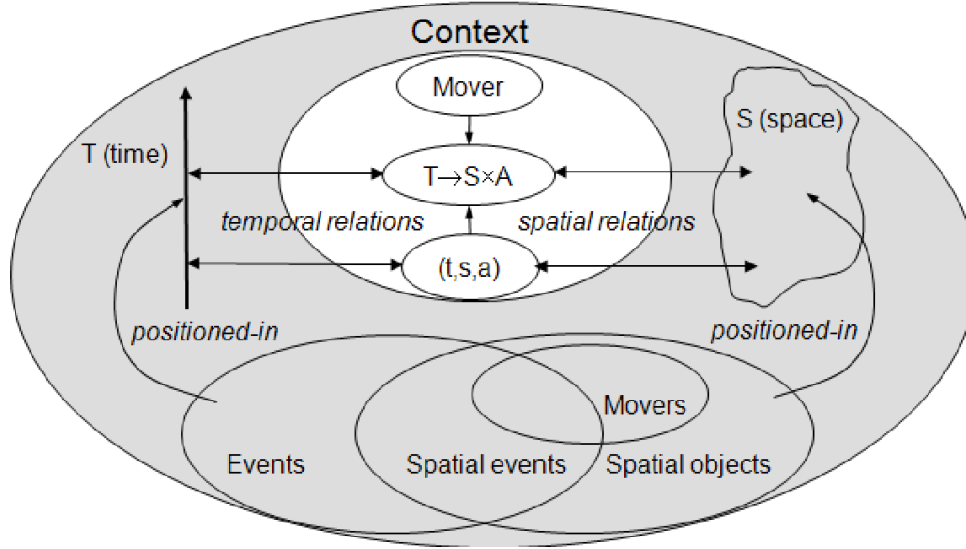 Context
Mover
S (space)
T (time)
T→S×A
temporal relations
spatial relations
(t,s,a)
positioned-in
positioned-in
Movers
Events
Spatial events
Spatial objects